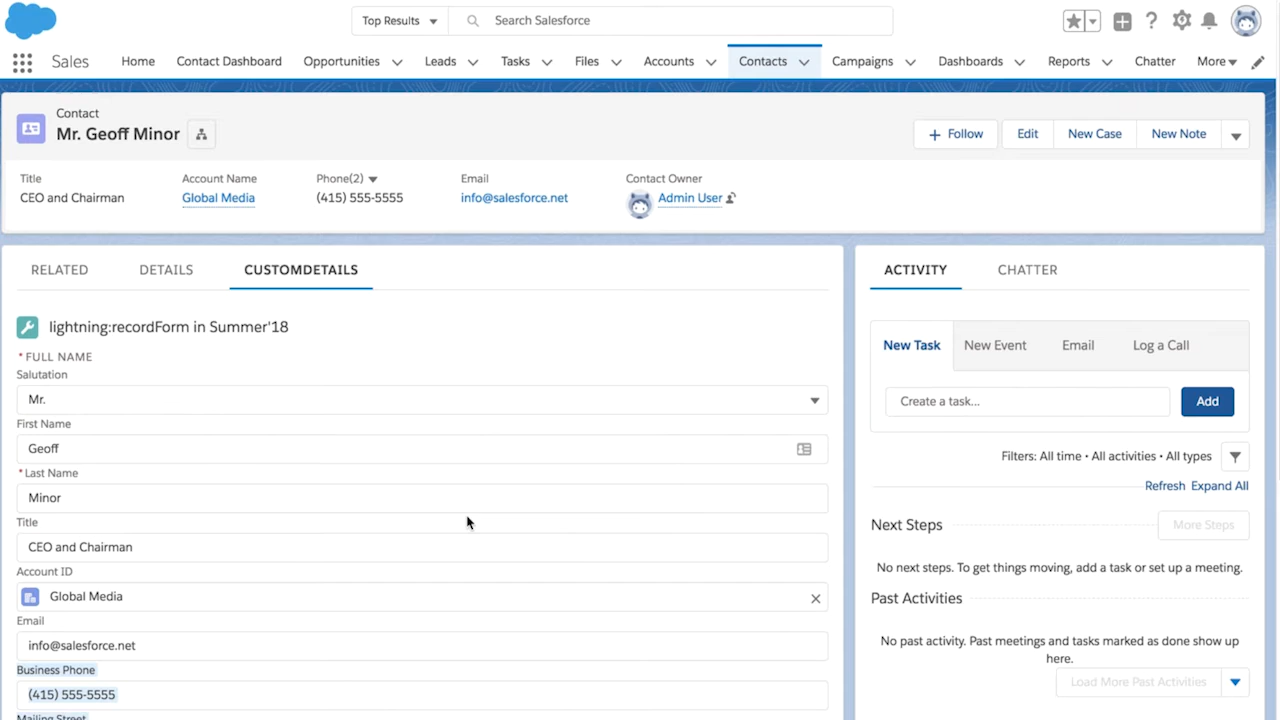 Top Results
Search Salesforce
Sales
Home
Contact Dashboard
Opportunities
Leads
Tasks
Files
Accounts
Contacts
Campaigns
Dashboards
Reports
Chatter
More
Contact
Mr. Geoff Minor
+ Follow
Edit
New Case
New Note
Title
CEO and Chairman
Account Name
Global Media
Phone(2)
(415) 555-5555
Email
info@salesforce.net
Contact Owner
Admin User
RELATED
DETAILS
CUSTOMDETAILS
lightning:recordForm in Summer'18
* FULL NAME
Salutation
Mr.
First Name
Geoff
* Last Name
Minor
Title
CEO and Chairman
Account ID
Global Media
Email
info@salesforce.net
Business Phone
(415) 555-5555
Mailing Street
ACTIVITY
CHATTER
New Task
New Event
Email
Log a Call
Create a task...
Add
Filters: All time • All activities • All types
Refresh
Expand All
Next Steps
More Steps
No next steps. To get things moving, add a task or set up a meeting.
Past Activities
No past activity. Past meetings and tasks marked as done show up
here.
Load More Past Activities